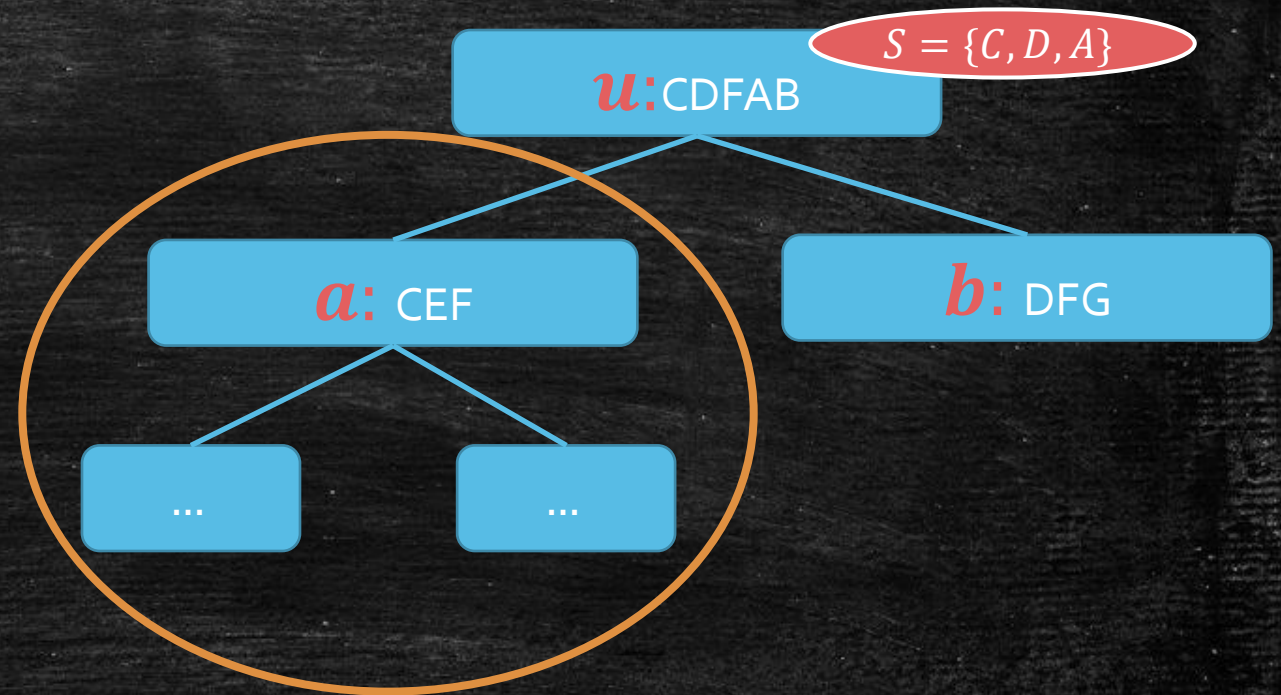 S = {C, D, A}
u:CDFAB
a: CEF
b: DFG
...
...